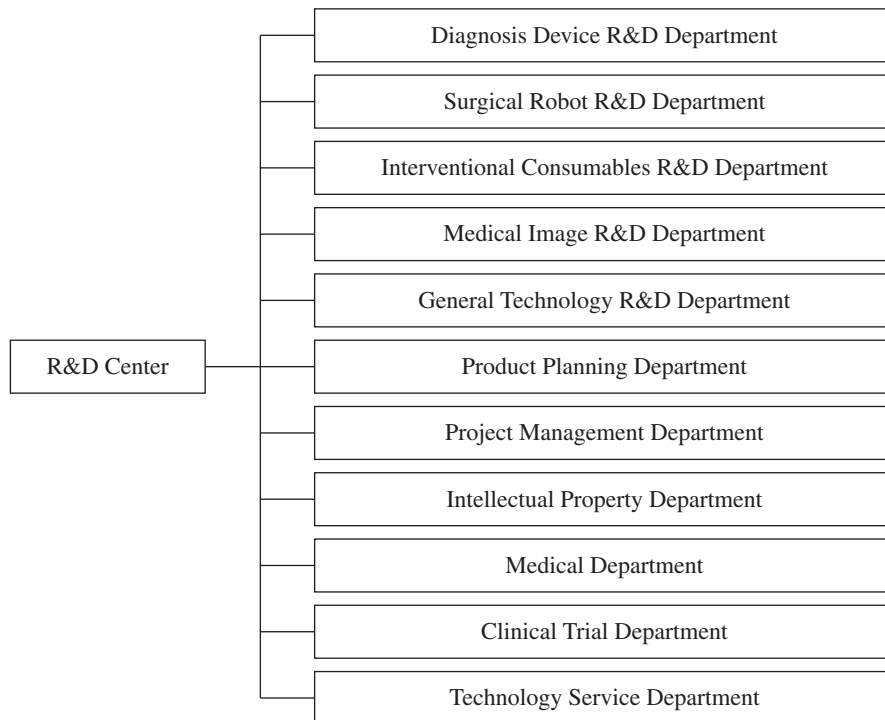 Diagnosis Device R&D Department
Surgical Robot R&D Department
Interventional Consumables R&D Department
Medical Image R&D Department
General Technology R&D Department
R&D Center
Product Planning Department
Project Management Department
Intellectual Property Department
Medical Department
Clinical Trial Department
Technology Service Department